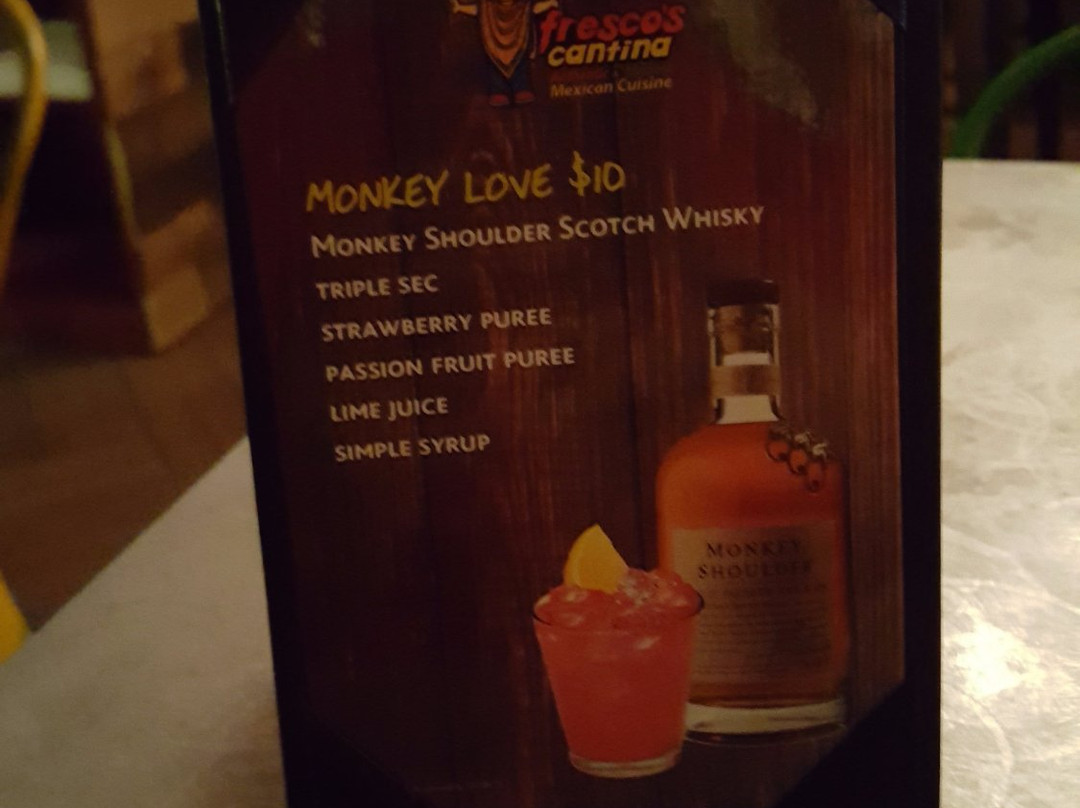 fresco's
cantina
Mexican Cuisine
MONKEY LOVE $10
MONKEY SHOULDER SCOTCH WHISKY
TRIPLE SEC
STRAWBERRY PUREE
PASSION FRUIT PUREE
LIME JUICE
SIMPLE SYRUP
MONKEY
SHOULDER